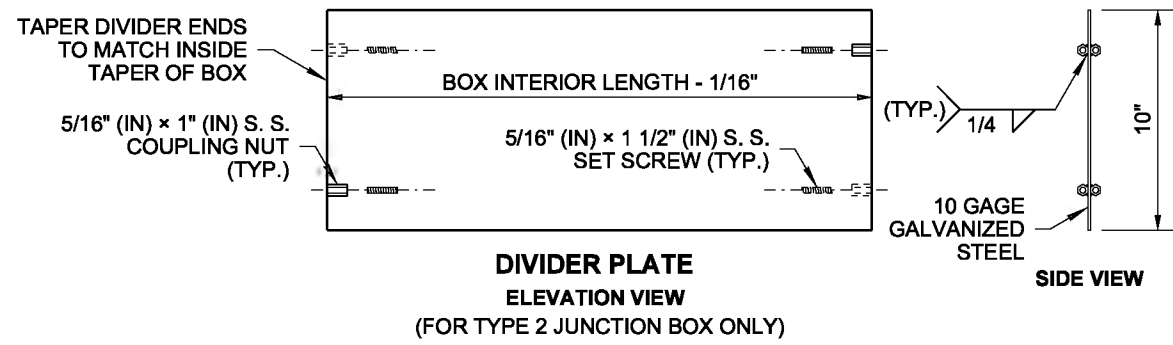 TAPER DIVIDER ENDS
TO MATCH INSIDE
TAPER OF BOX
BOX INTERIOR LENGTH - 1/16"
5/16" (IN) × 1" (IN) S. S.
COUPLING NUT
(TYP.)
5/16" (IN) × 1 1/2" (IN) S. S.
SET SCREW (TYP.)
(TYP.)
1/4
10"
10 GAGE
GALVANIZED
STEEL
SIDE VIEW
DIVIDER PLATE
ELEVATION VIEW
(FOR TYPE 2 JUNCTION BOX ONLY)